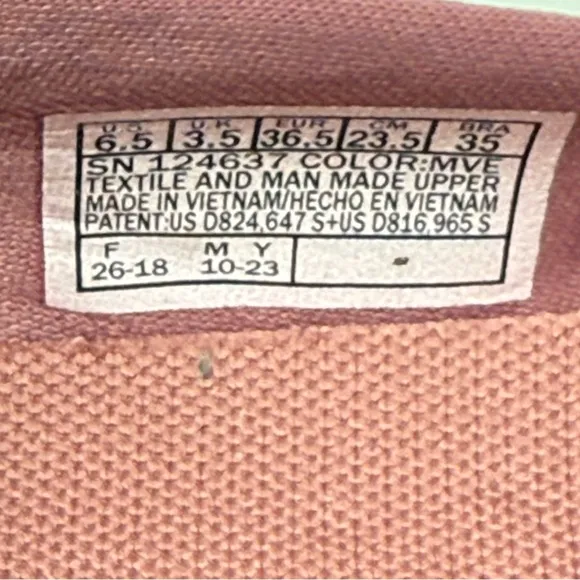 U.S. U.K. EUR CM BRA
6.5 3.5 36.5 23.5 35
SN 124637 COLOR:MVE
TEXTILE AND MAN MADE UPPER
MADE IN VIETNAM/HECHO EN VIETNAM
PATENT:US D824,647 S+US D816,965 S
F M Y
26-18 10-23 -